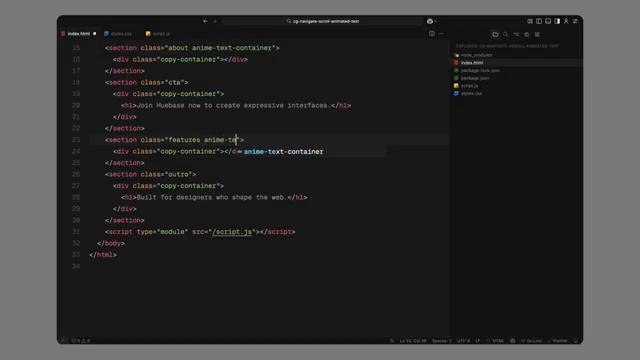 cg-navigate-scroll-animated-text
index.html
styles.css
script.js
EXPLORER: CG-NAVIGATE-SCROLL-ANIMATED-TEXT
15 <section class="about anime-text-container">
16 <div class="copy-container"></div>
17 </section>
18 <section class="cta">
19 <div class="copy-container">
20 <h1>Join Huebase now to create expressive interfaces.</h1>
21 </div>
22 </section>
23 <section class="features anime-te">
24 <div class="copy-container"></d
anime-text-container
25 </section>
26 <section class="outro">
27 <div class="copy-container">
28 <h1>Built for designers who shape the web.</h1>
29 </div>
30 </section>
31 <script type="module" src="/script.js"></script>
32 </body>
33 </html>
34
node_modules
index.html
package-lock.json
package.json
script.js
styles.css
Spaces: 2
UTF-8
LF
HTML
Go Live
Prettier